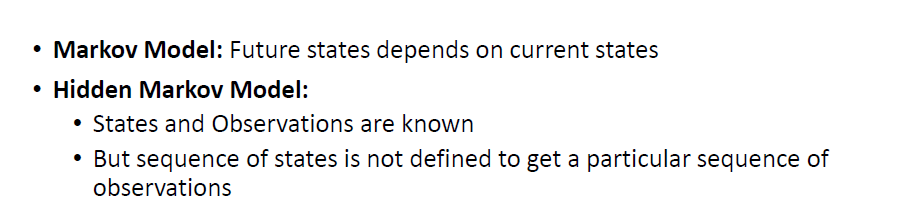 • Markov Model: Future states depends on current states
• Hidden Markov Model:
• States and Observations are known
• But sequence of states is not defined to get a particular sequence of
observations